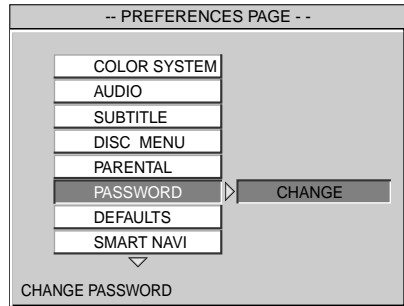 -- PREFERENCES PAGE - -
COLOR SYSTEM
AUDIO
SUBTITLE
DISC MENU
PARENTAL
PASSWORD CHANGE
DEFAULTS
SMART NAVI
CHANGE PASSWORD